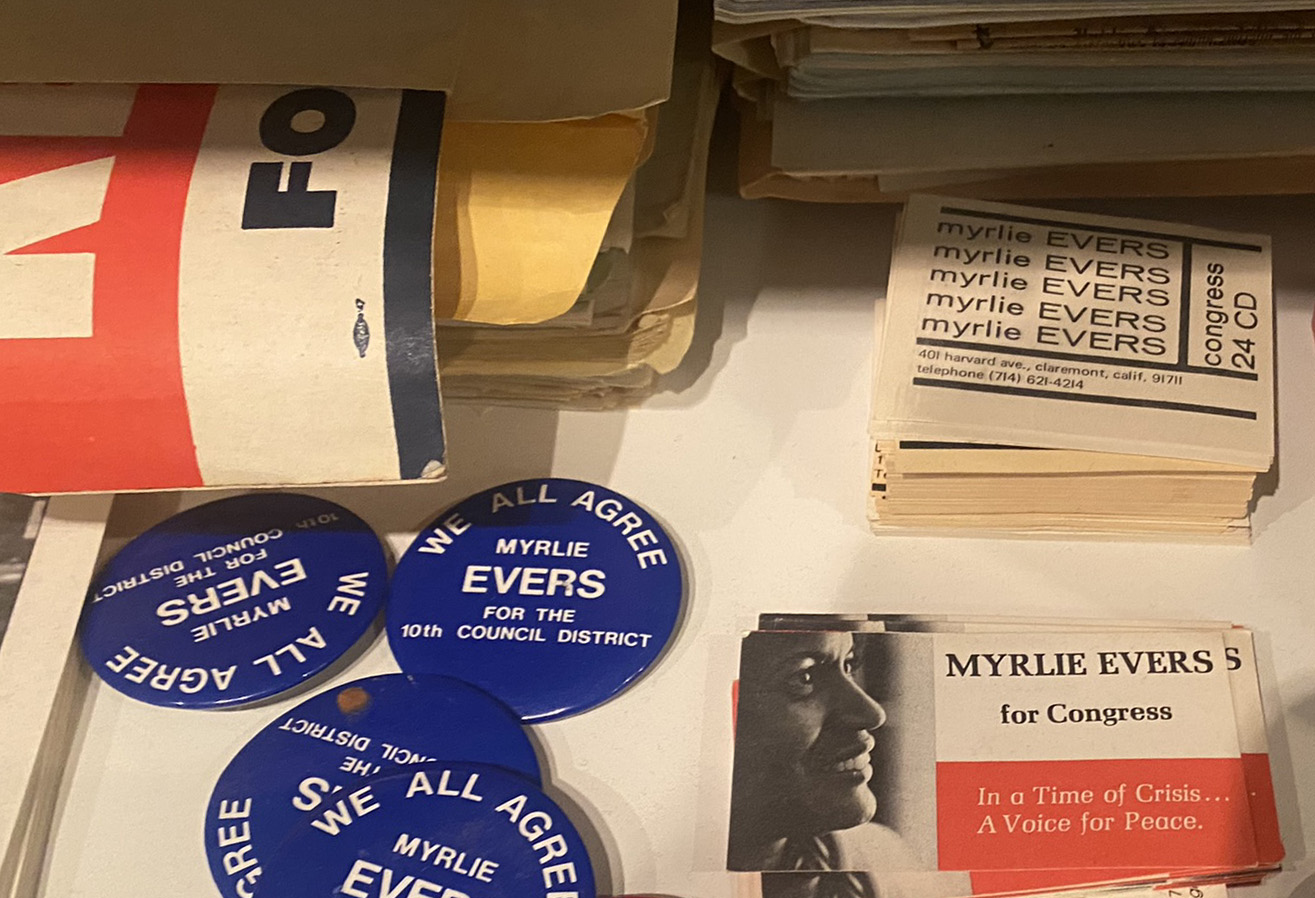 FO
myrlie EVERS
myrlie EVERS
myrlie EVERS
myrlie EVERS
myrlie EVERS
congress
24 CD
401 harvard ave., claremont, calif. 91711
telephone (714) 621-4214
WE ALL AGREE
MYRLIE
EVERS
FOR THE
10th COUNCIL DISTRICT
WE ALL AGREE
MYRLIE
EVERS
FOR THE
10th COUNCIL DISTRICT
DISTRICT
WE ALL AGREE
MYRLIE
MYRLIE EVERS
S
for Congress
In a Time of Crisis...
A Voice for Peace.